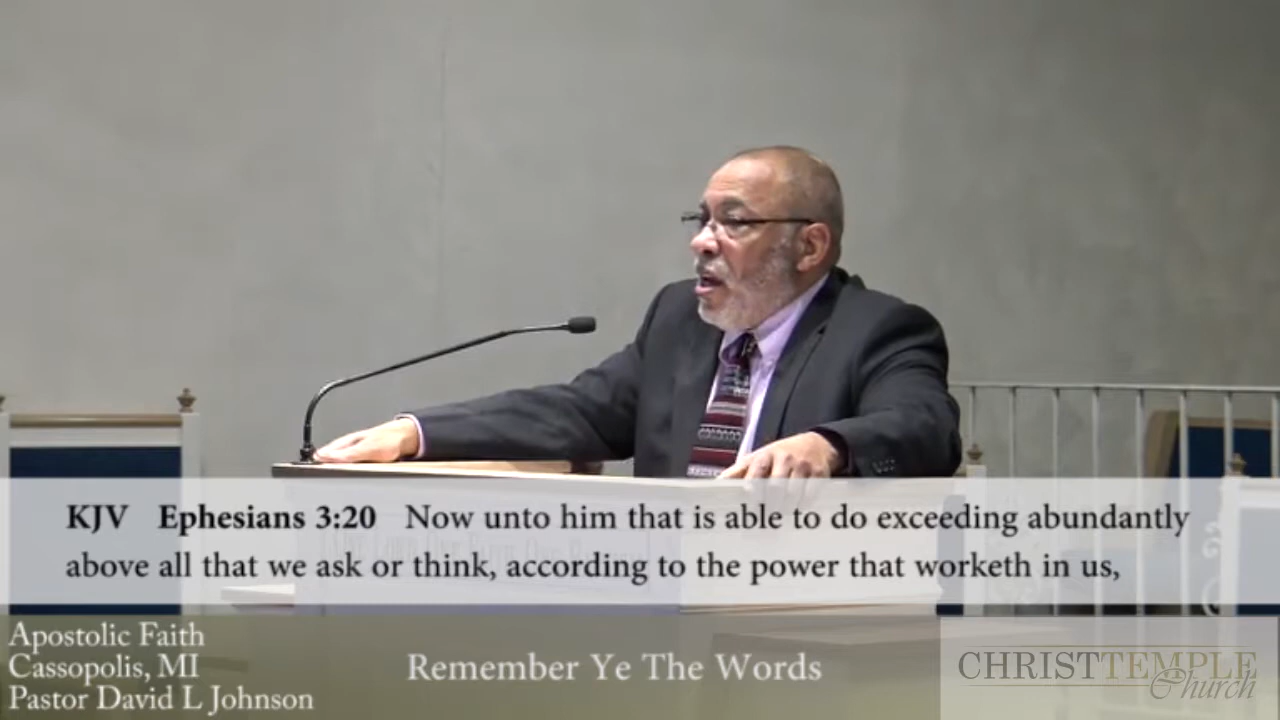 KJV Ephesians 3:20 Now unto him that is able to do exceeding abundantly
above all that we ask or think, according to the power that worketh in us,
Apostolic Faith
Cassopolis, MI
Pastor David L Johnson
Remember Ye The Words
CHRISTTEMPLE
Church